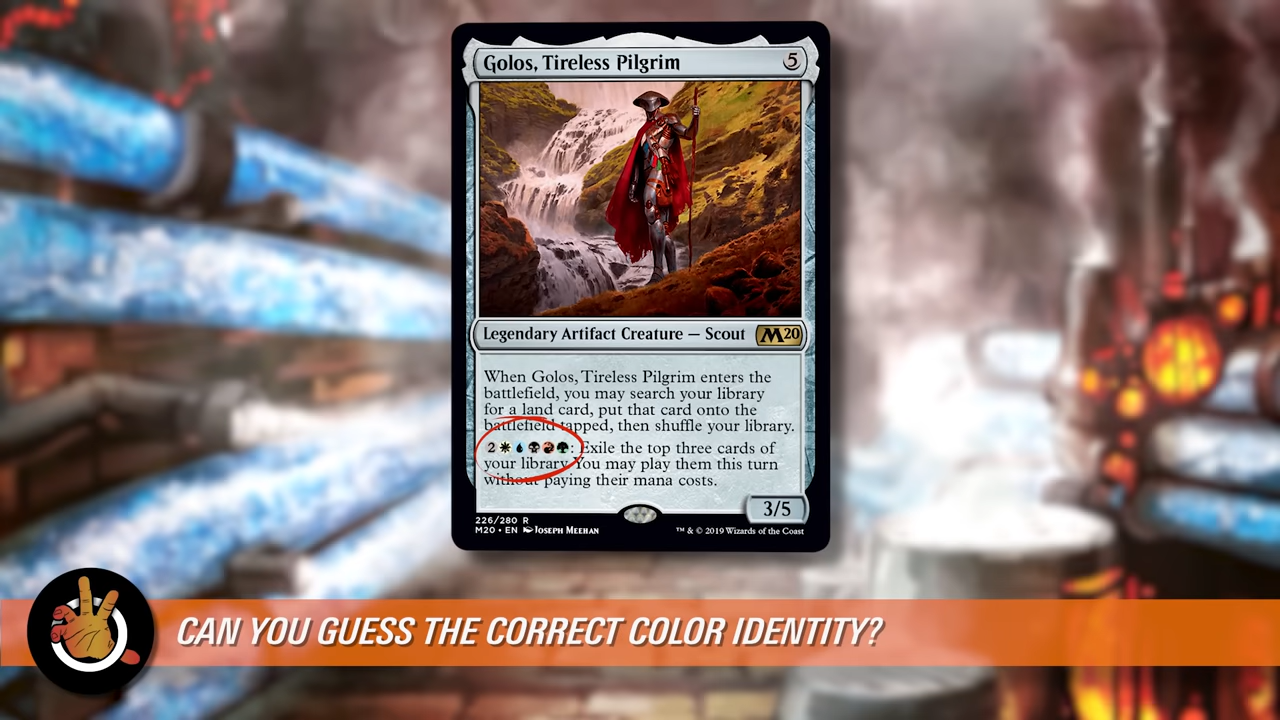 Golos, Tireless Pilgrim 5
Legendary Artifact Creature — Scout M20
When Golos, Tireless Pilgrim enters the
battlefield, you may search your library
for a land card, put that card onto the
battlefield tapped, then shuffle your library.
2 : Exile the top three cards of
your library. You may play them this turn
without paying their mana costs.
3/5
226/280 R
M20 • EN Joseph Meehan
™ & © 2019 Wizards of the Coast
CAN YOU GUESS THE CORRECT COLOR IDENTITY?